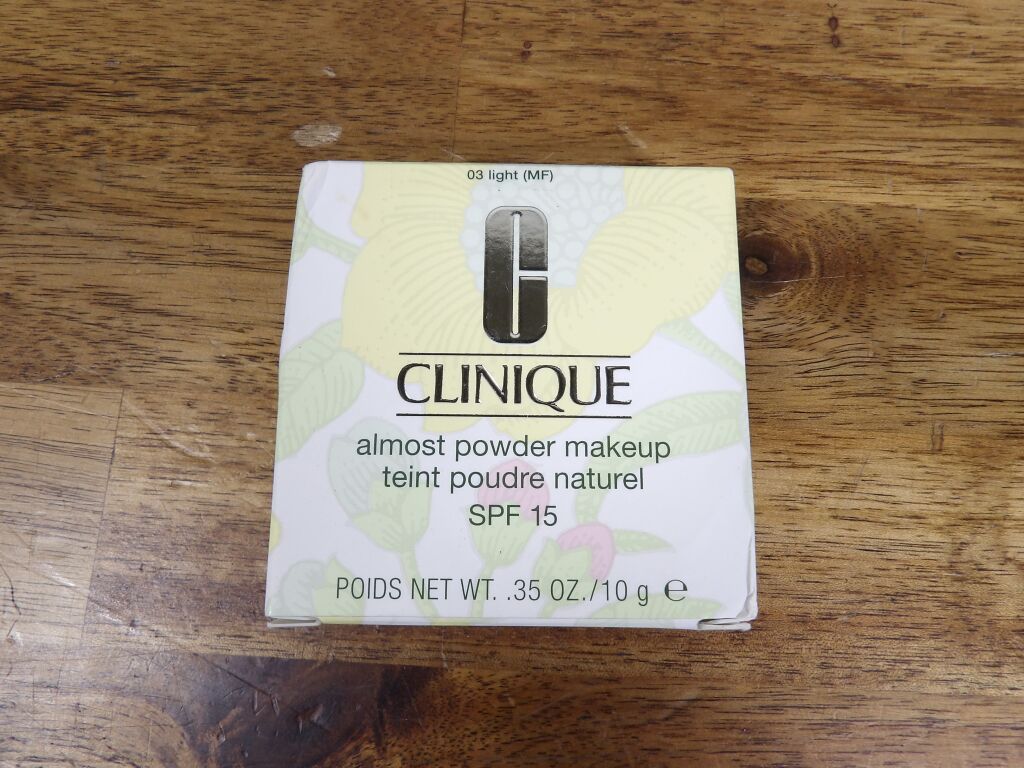 03 light (MF)
C
CLINIQUE
almost powder makeup
teint poudre naturel
SPF 15
POIDS NET WT. .35 OZ./10 g ℮